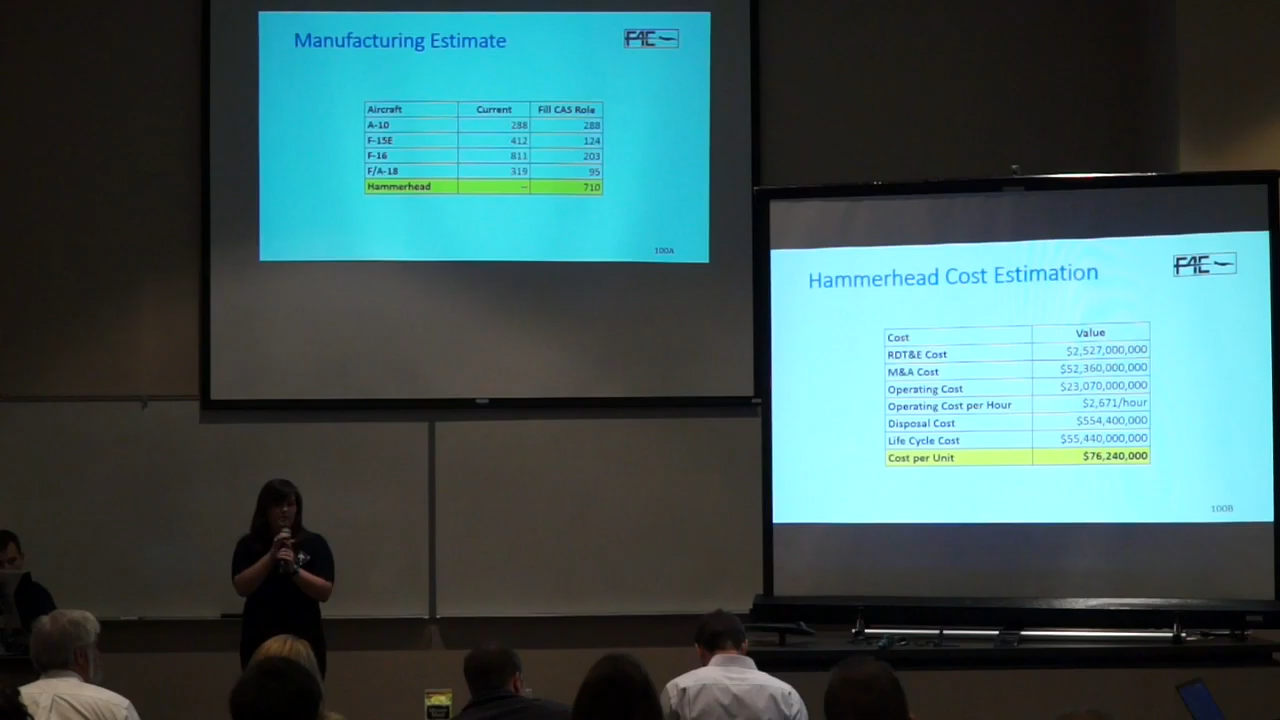 Manufacturing Estimate
FAE
Aircraft Current Fill CAS Role
A-10 288 288
F-15E 412 124
F-16 811 203
F/A-18 319 95
Hammerhead -- 710
100A
Hammerhead Cost Estimation
FAE
Cost Value
RDT&E Cost $2,527,000,000
M&A Cost $52,360,000,000
Operating Cost $23,070,000,000
Operating Cost per Hour $2,671/hour
Disposal Cost $554,400,000
Life Cycle Cost $55,440,000,000
Cost per Unit $76,240,000
100B